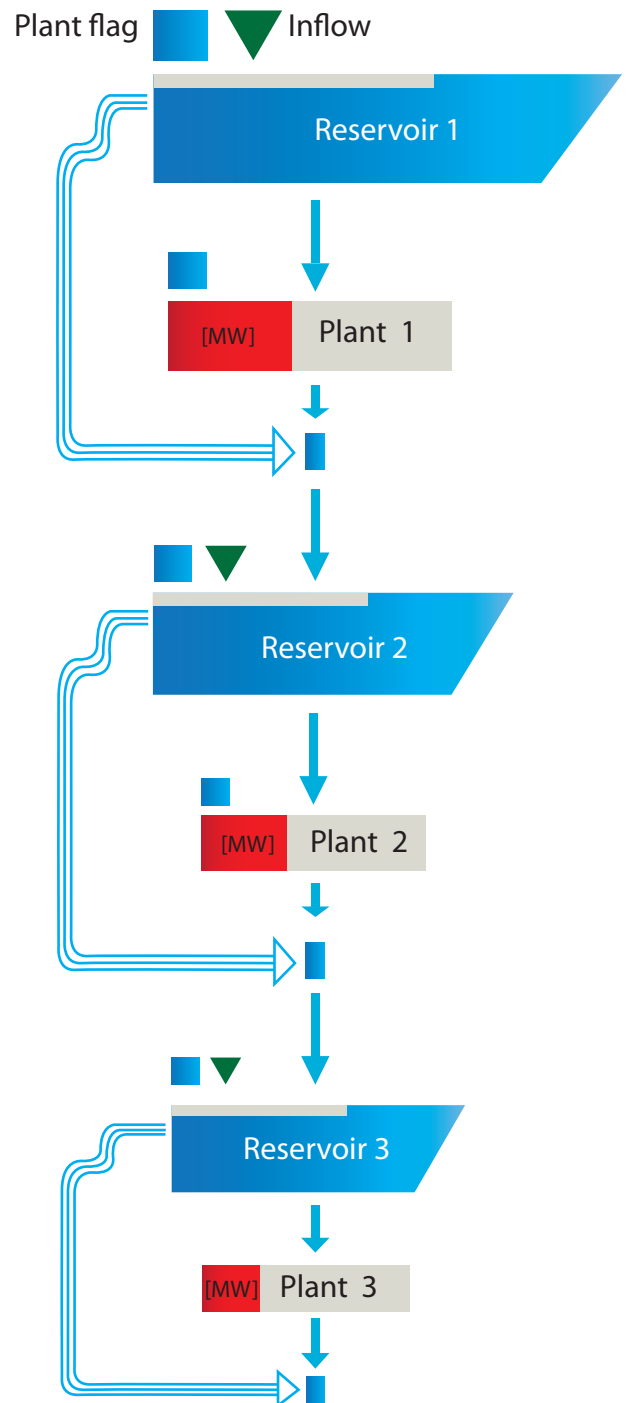 Plant flag
Inflow
Reservoir 1
[MW] Plant 1
Reservoir 2
[MW] Plant 2
Reservoir 3
[MW] Plant 3